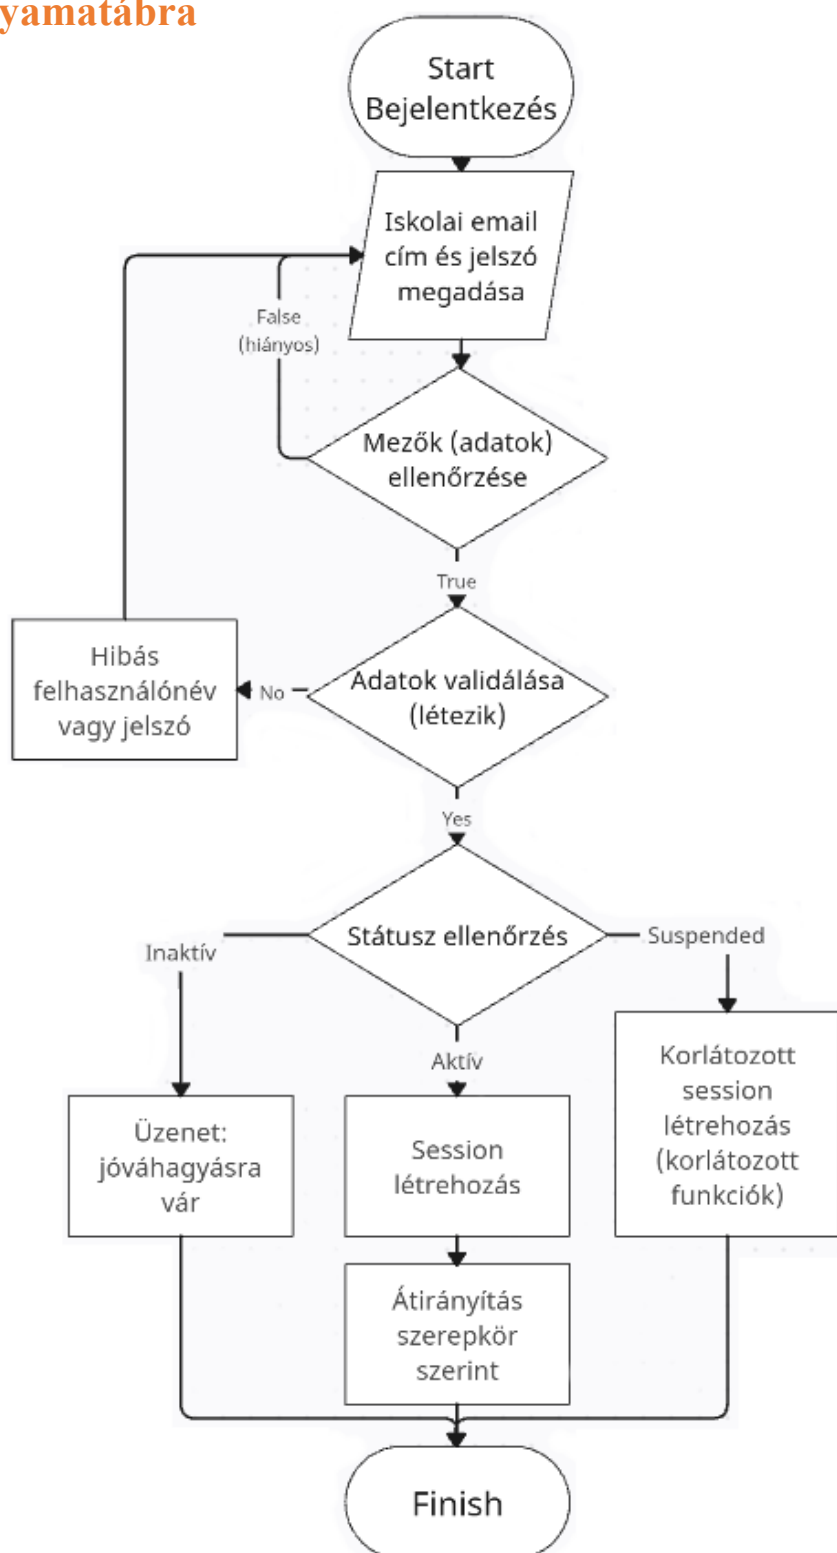 yamatábra
Start
Bejelentkezés
Iskolai email
cím és jelszó
megadása
False
(hiányos)
Mezők (adatok)
ellenőrzése
True
Hibás
felhasználónév
vagy jelszó
No
Adatok validálása
(létezik)
Yes
Státusz ellenőrzés
Inaktív
Suspended
Aktív
Üzenet:
jóváhagyásra
vár
Session
létrehozás
Korlátozott
session
létrehozás
(korlátozott
funkciók)
Átirányítás
szerepkör
szerint
Finish